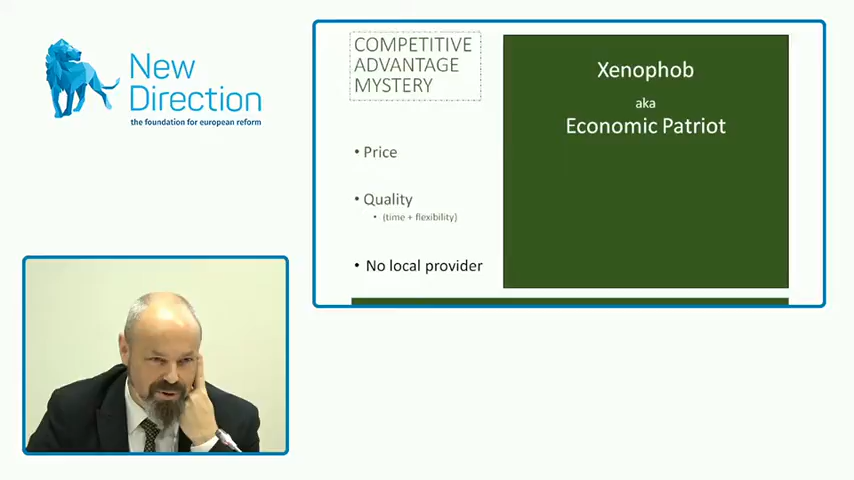 New
Direction
the foundation for european reform
COMPETITIVE
ADVANTAGE
MYSTERY
• Price
• Quality
• (time + flexibility)
• No local provider
Xenophob
aka
Economic Patriot